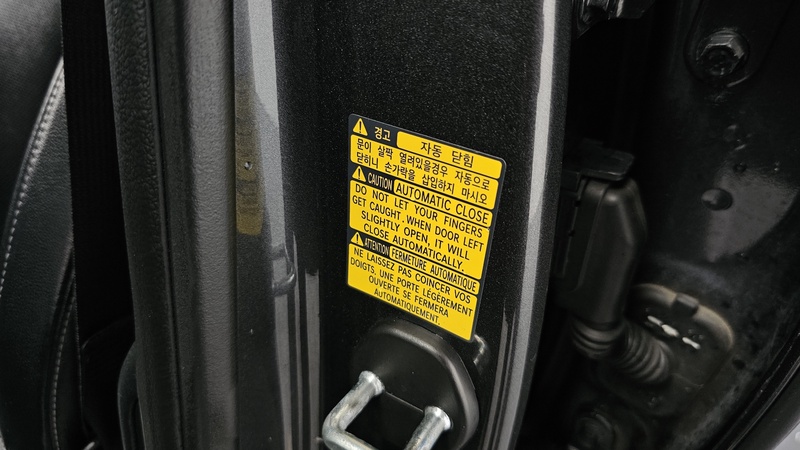 경고 자동 닫힘
문이 살짝 열려있을경우 자동으로
닫히니 손가락을 삽입하지 마시오
CAUTION AUTOMATIC CLOSE
DO NOT LET YOUR FINGERS
GET CAUGHT. WHEN DOOR LEFT
SLIGHTLY OPEN, IT WILL
CLOSE AUTOMATICALLY.
ATTENTION FERMETURE AUTOMATIQUE
NE LAISSEZ PAS COINCER VOS
DOIGTS, UNE PORTE LÉGÈREMENT
OUVERTE SE FERMERA
AUTOMATIQUEMENT.